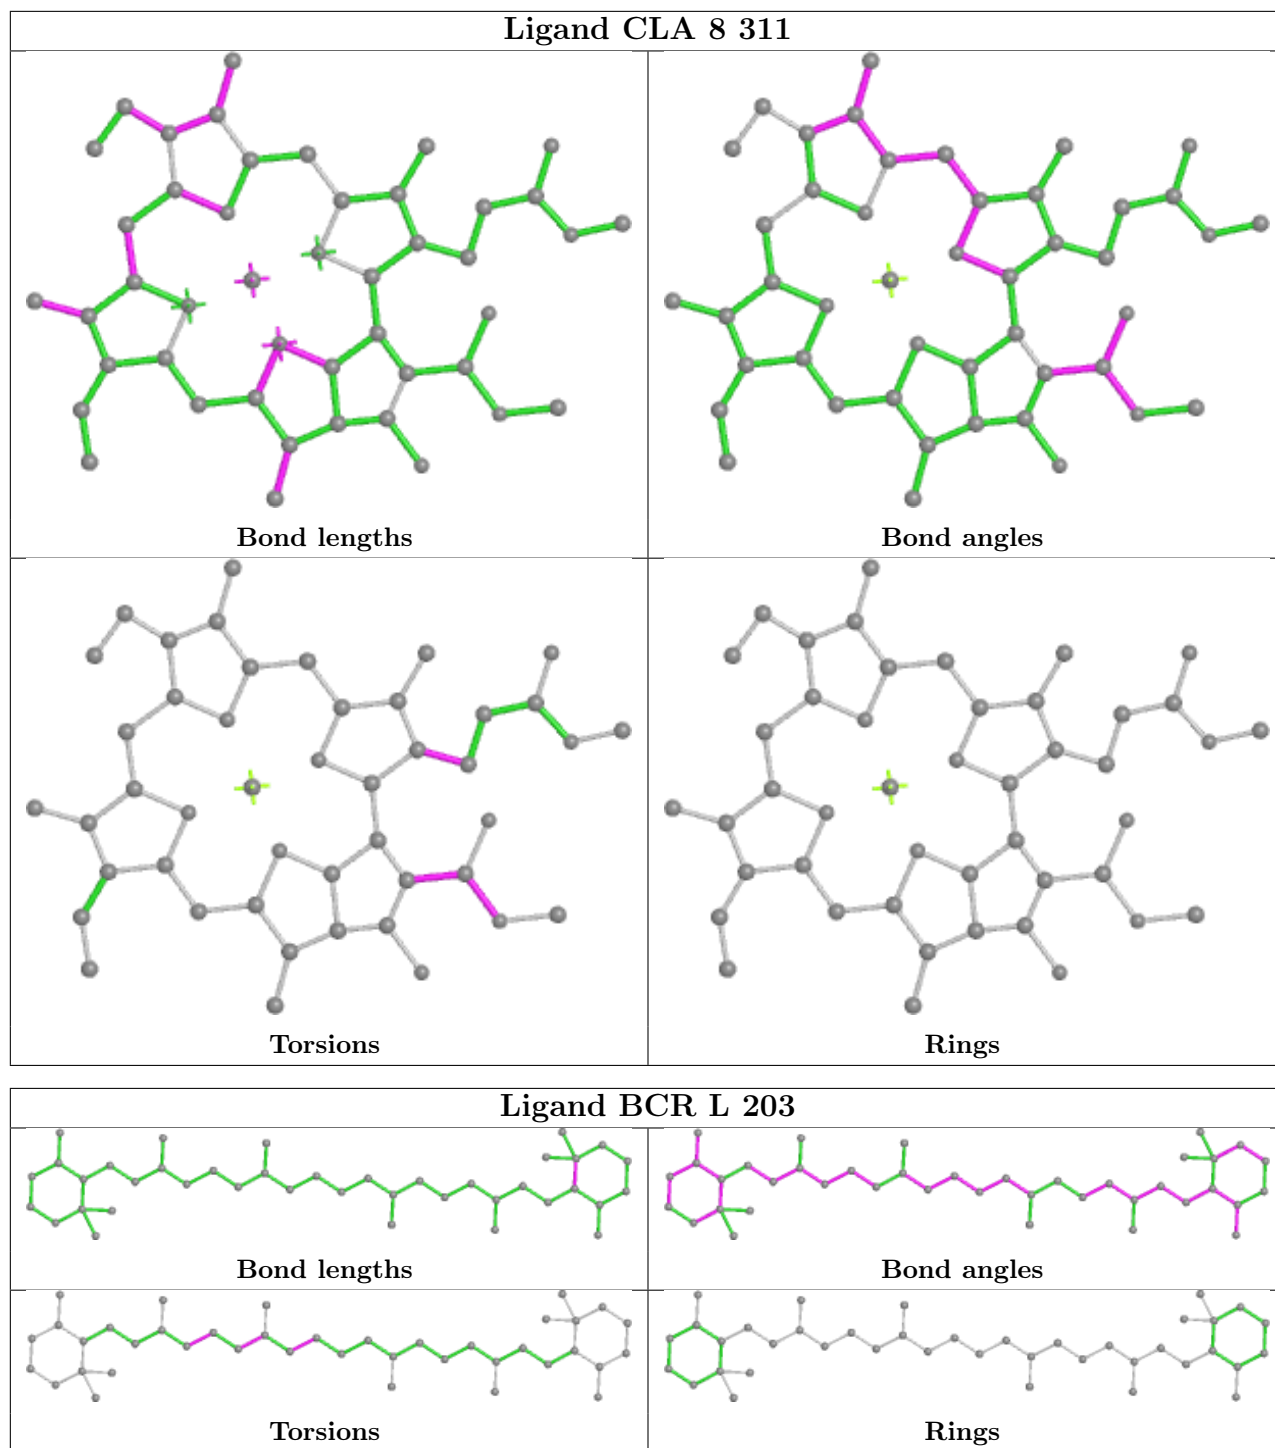 Ligand CLA 8 311
Bond lengths
Bond angles
Torsions
Rings
Ligand BCR L 203
Bond lengths
Bond angles
Torsions
Rings